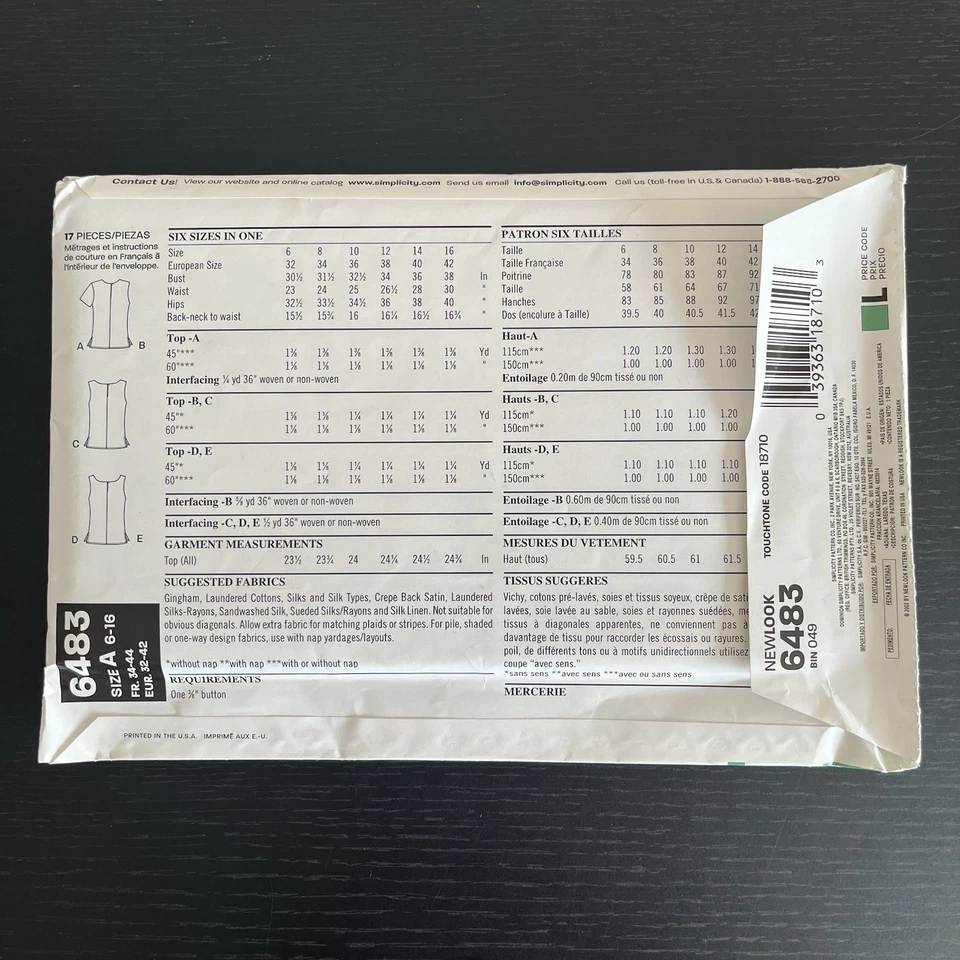 Contact Us! View our website and online catalog www.simplicity.com Send us email info@simplicity.com Call us (toll-free in U.S. & Canada) 1-888-588-2700
17 PIECES/PIEZAS
Métrages et instructions
de couture en Français à
l'intérieur de l'enveloppe.
A B
C
D E
6483
SIZE A 6-16
FR. 34-44
EUR. 32-42
SIX SIZES IN ONE
Size 6 8 10 12 14 16
European Size 32 34 36 38 40 42
Bust 30½ 31½ 32½ 34 36 38 In
Waist 23 24 25 26½ 28 30 "
Hips 32½ 33½ 34½ 36 38 40 "
Back-neck to waist 15½ 15¾ 16 16¼ 16½ 16¾ "
Top -A
45"*** 1⅜ 1⅜ 1⅜ 1⅜ 1⅜ 1⅜ Yd
60"*** 1⅛ 1⅛ 1⅛ 1⅛ 1⅛ 1⅛ "
Interfacing ¼ yd 36" woven or non-woven
Top -B, C
45"* 1⅛ 1⅛ 1¼ 1¼ 1¼ 1¼ Yd
60"*** 1⅛ 1⅛ 1⅛ 1⅛ 1⅛ 1⅛ "
Top -D, E
45"* 1⅛ 1⅛ 1¼ 1¼ 1¼ 1¼ Yd
60"*** 1⅛ 1⅛ 1⅛ 1⅛ 1⅛ 1⅛ "
Interfacing -B ⅝ yd 36" woven or non-woven
Interfacing -C, D, E ½ yd 36" woven or non-woven
GARMENT MEASUREMENTS
Top (All) 23½ 23¾ 24 24¼ 24½ 24¾ In
SUGGESTED FABRICS
Gingham, Laundered Cottons, Silks and Silk Types, Crepe Back Satin, Laundered
Silks-Rayons, Sandwashed Silk, Sueded Silks/Rayons and Silk Linen. Not suitable for
obvious diagonals. Allow extra fabric for matching plaids or stripes. For pile, shaded
or one-way design fabrics, use with nap yardages/layouts.
*without nap **with nap ***with or without nap
REQUIREMENTS
One ⅜" button
PRINTED IN THE U.S.A. IMPRIMÉ AUX E.-U.
PATRON SIX TAILLES
Taille 6 8 10 12 14
Taille Française 34 36 38 40 42
Poitrine 78 80 83 87 92
Taille 58 61 64 67 71
Hanches 83 85 88 92 97
Dos (encolure à Taille) 39.5 40 40.5 41.5 42
Haut-A
115cm*** 1.20 1.20 1.30 1.30 1
150cm*** 1.00 1.00 1.00 1.00 1
Entoilage 0.20m de 90cm tissé ou non
Hauts -B, C
115cm* 1.10 1.10 1.10 1.20
150cm*** 1.00 1.00 1.00 1.00
Hauts -D, E
115cm* 1.10 1.10 1.10 1.10
150cm*** 1.00 1.00 1.00 1.00
Entoilage -B 0.60m de 90cm tissé ou non
Entoilage -C, D, E 0.40m de 90cm tissé ou non
MESURES DU VETEMENT
Haut (tous) 59.5 60.5 61 61.5
TISSUS SUGGERES
Vichy, cotons pré-lavés, soies et tissus soyeux, crêpe de sati
lavées, soie lavée au sable, soies et rayonnes suédées, mé
tissus à diagonales apparentes, ne conviennent pas à
davantage de tissu pour raccorder les écossais ou rayures.
poil, de différents tons ou à motifs unidirectionnels utilisez
coupe "avec sens."
*sans sens **avec sens ***avec ou sans sens
MERCERIE
NEWLOOK
6483
BIN 049
TOUCHTONE CODE 18710
0 39363 18710 3
L
PRICE CODE
PRIX
PRECIO